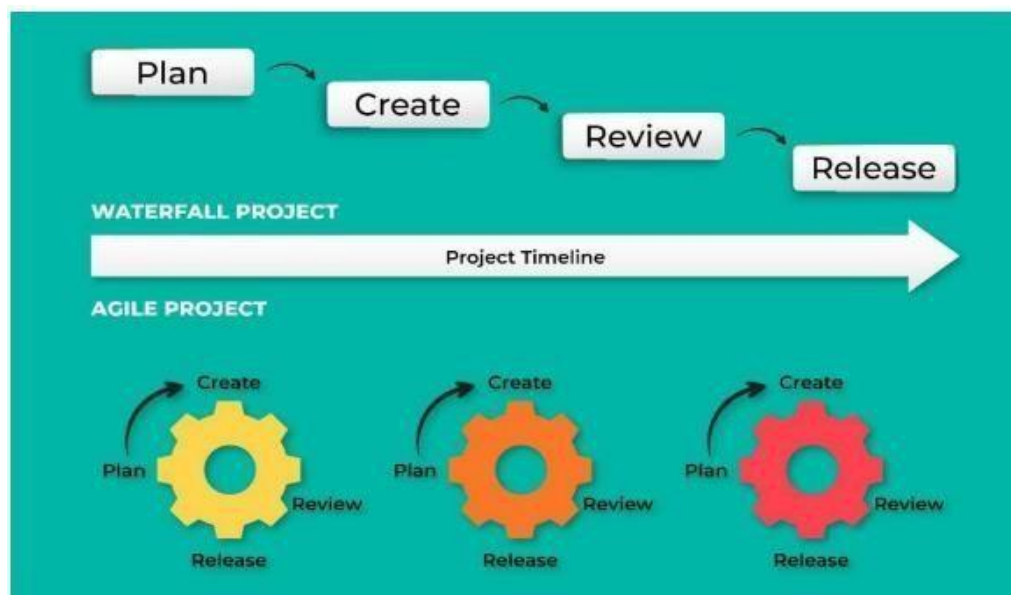 Plan
Create
Review
Release
WATERFALL PROJECT
Project Timeline
AGILE PROJECT
Create
Plan
Review
Release
Create
Plan
Review
Release
Create
Plan
Review
Release